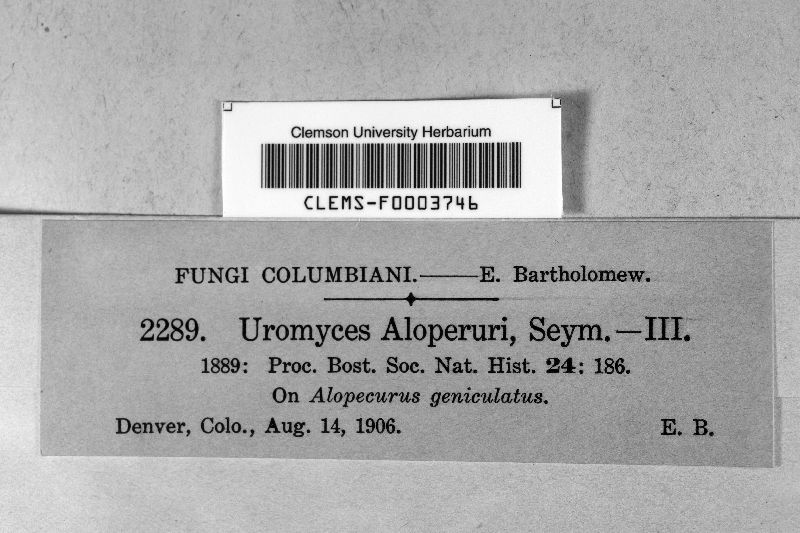 Clemson University Herbarium
CLEMS-F0003746
FUNGI COLUMBIANI.——E. Bartholomew.
2289. Uromyces Aloperuri, Seym.—III.
1889: Proc. Bost. Soc. Nat. Hist. 24: 186.
On Alopecurus geniculatus.
Denver, Colo., Aug. 14, 1906. E. B.